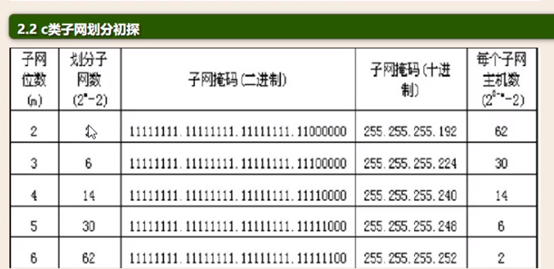 2.2 c类子网划分初探
子网位数(m) 划分子网数(2ⁿ-2) 子网掩码(二进制) 子网掩码(十进制) 每个子网主机数
2 11111111.11111111.11111111.11000000 255.255.255.192 62
3 6 11111111.11111111.11111111.11100000 255.255.255.224 30
4 14 11111111.11111111.11111111.11110000 255.255.255.240 14
5 30 11111111.11111111.11111111.11111000 255.255.255.248 6
6 62 11111111.11111111.11111111.11111100 255.255.255.252 2